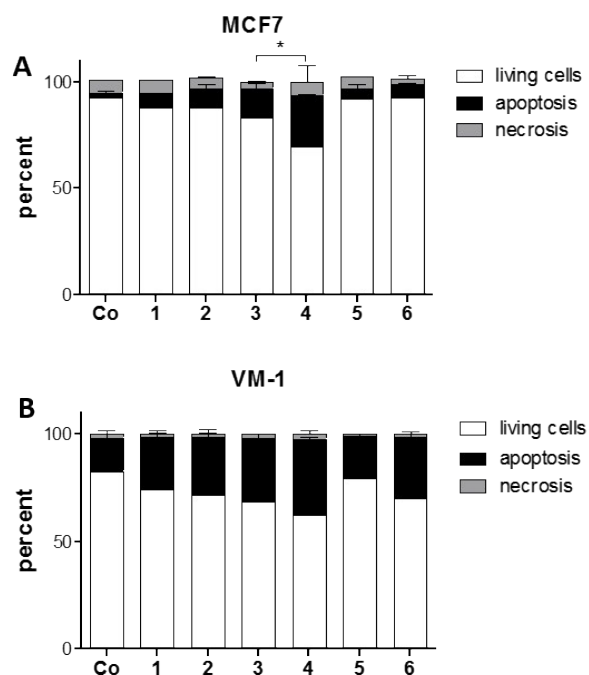 MCF7
A
*
100
50
0
percent
living cells
apoptosis
necrosis
Co 1 2 3 4 5 6
VM-1
B
100
50
0
percent
living cells
apoptosis
necrosis
Co 1 2 3 4 5 6